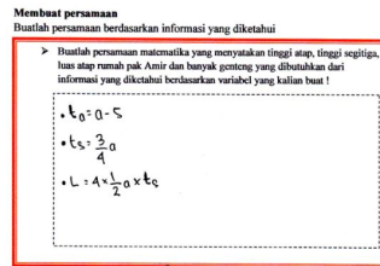 Membuat persamaan
Buatlah persamaan berdasarkan informasi yang diketahui
➤ Buatlah persamaan matematika yang menyatakan tinggi atap, tinggi segitiga,
luas atap rumah pak Amir dan banyak genteng yang dibutuhkan dari
informasi yang diketahui berdasarkan variabel yang kalian buat !
• t₀ = a - 5
• ts = 3/4 a
• L = 4 × 1/2 a × ts